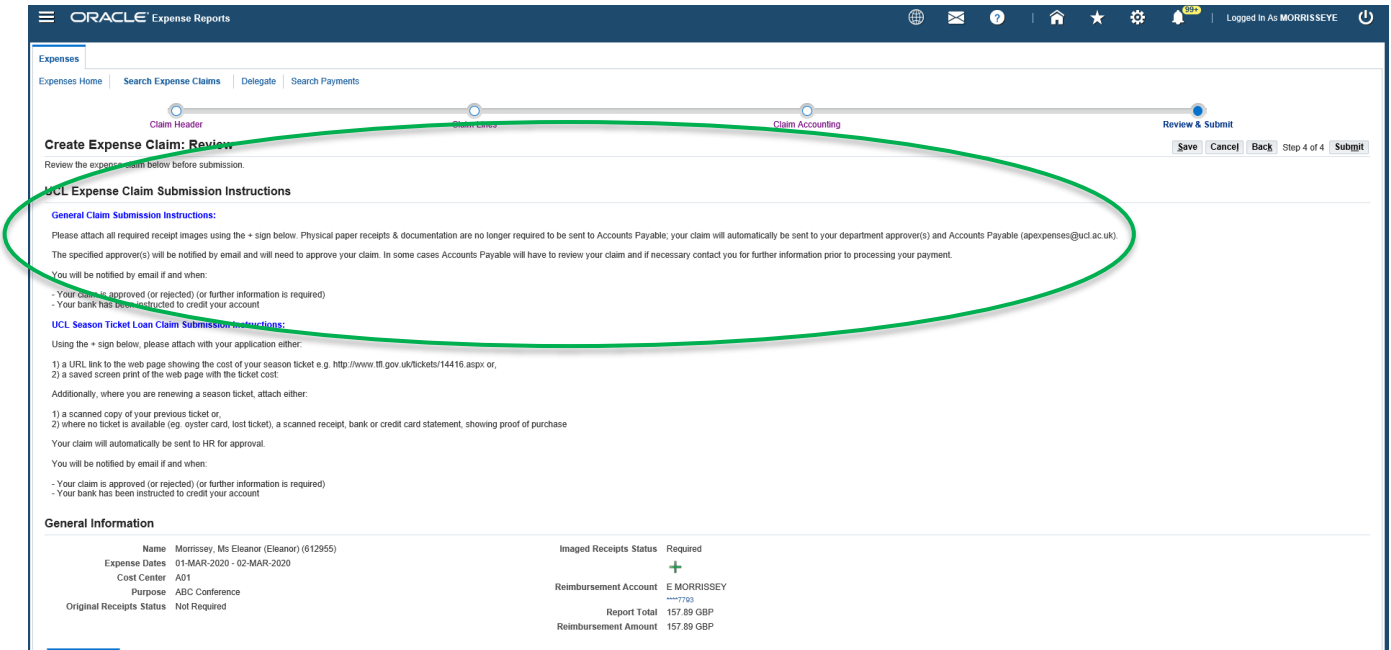 ORACLE Expense Reports
99+
Logged In As MORRISSEYE
Expenses
Expenses Home Search Expense Claims Delegate Search Payments
Claim Header Claim Lines Claim Accounting Review & Submit
Create Expense Claim: Review
Save Cancel Back Step 4 of 4 Submit
Review the expense claim below before submission.
UCL Expense Claim Submission Instructions
General Claim Submission Instructions:
Please attach all required receipt images using the + sign below. Physical paper receipts & documentation are no longer required to be sent to Accounts Payable; your claim will automatically be sent to your department approver(s) and Accounts Payable (apexpenses@ucl.ac.uk).
The specified approver(s) will be notified by email and will need to approve your claim. In some cases Accounts Payable will have to review your claim and if necessary contact you for further information prior to processing your payment.
You will be notified by email if and when:
- Your claim is approved (or rejected) (or further information is required)
- Your bank has been instructed to credit your account
UCL Season Ticket Loan Claim Submission Instructions:
Using the + sign below, please attach with your application either:
1) a URL link to the web page showing the cost of your season ticket e.g. http://www.tfl.gov.uk/tickets/14416.aspx or,
2) a saved screen print of the web page with the ticket cost:
Additionally, where you are renewing a season ticket, attach either:
1) a scanned copy of your previous ticket or,
2) where no ticket is available (eg. oyster card, lost ticket), a scanned receipt, bank or credit card statement, showing proof of purchase
Your claim will automatically be sent to HR for approval.
You will be notified by email if and when:
- Your claim is approved (or rejected) (or further information is required)
- Your bank has been instructed to credit your account
General Information
Name Morrissey, Ms Eleanor (Eleanor) (612955)
Expense Dates 01-MAR-2020 - 02-MAR-2020
Cost Center A01
Purpose ABC Conference
Original Receipts Status Not Required
Imaged Receipts Status Required
Reimbursement Account E MORRISSEY
****7793
Report Total 157.89 GBP
Reimbursement Amount 157.89 GBP